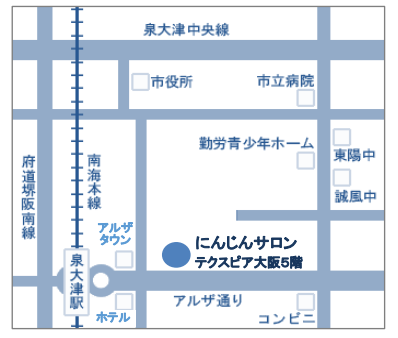 泉大津中央線
市役所
市立病院
勤労青少年ホーム
東陽中
誠風中
府道堺阪南線
南海本線
アルザ
タウン
にんじんサロン
テクスピア大阪5階
泉大津駅
アルザ通り
ホテル
コンビニ